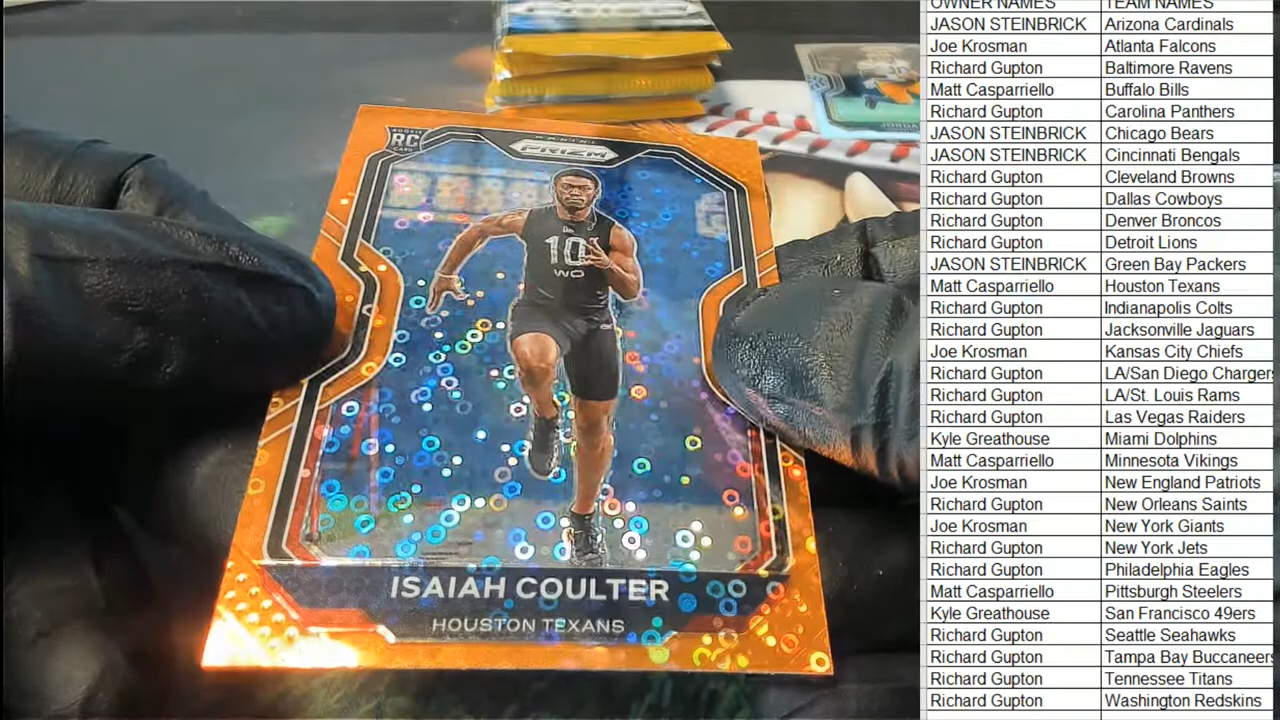 ROOKIE
RC
CARD
PANINI
PRIZM
10
WO
ISAIAH COULTER
HOUSTON TEXANS
OWNER NAMES TEAM NAMES
JASON STEINBRICK Arizona Cardinals
Joe Krosman Atlanta Falcons
Richard Gupton Baltimore Ravens
Matt Casparriello Buffalo Bills
Richard Gupton Carolina Panthers
JASON STEINBRICK Chicago Bears
JASON STEINBRICK Cincinnati Bengals
Richard Gupton Cleveland Browns
Richard Gupton Dallas Cowboys
Richard Gupton Denver Broncos
Richard Gupton Detroit Lions
JASON STEINBRICK Green Bay Packers
Matt Casparriello Houston Texans
Richard Gupton Indianapolis Colts
Richard Gupton Jacksonville Jaguars
Joe Krosman Kansas City Chiefs
Richard Gupton LA/San Diego Chargers
Richard Gupton LA/St. Louis Rams
Richard Gupton Las Vegas Raiders
Kyle Greathouse Miami Dolphins
Matt Casparriello Minnesota Vikings
Joe Krosman New England Patriots
Richard Gupton New Orleans Saints
Joe Krosman New York Giants
Richard Gupton New York Jets
Richard Gupton Philadelphia Eagles
Matt Casparriello Pittsburgh Steelers
Kyle Greathouse San Francisco 49ers
Richard Gupton Seattle Seahawks
Richard Gupton Tampa Bay Buccaneers
Richard Gupton Tennessee Titans
Richard Gupton Washington Redskins